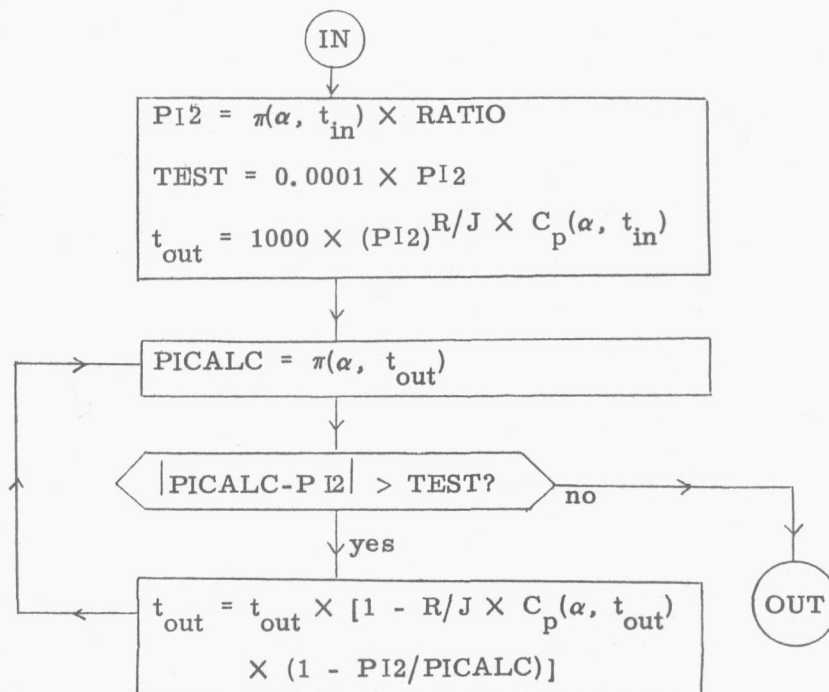 IN
PI2 = π(α, t_in) × RATIO
TEST = 0.0001 × PI2
t_out = 1000 × (PI2)^R/J × C_p(α, t_in)
PICALC = π(α, t_out)
|PICALC-PI2| > TEST?
no
yes
OUT
t_out = t_out × [1 - R/J × C_p(α, t_out)
× (1 - PI2/PICALC)]